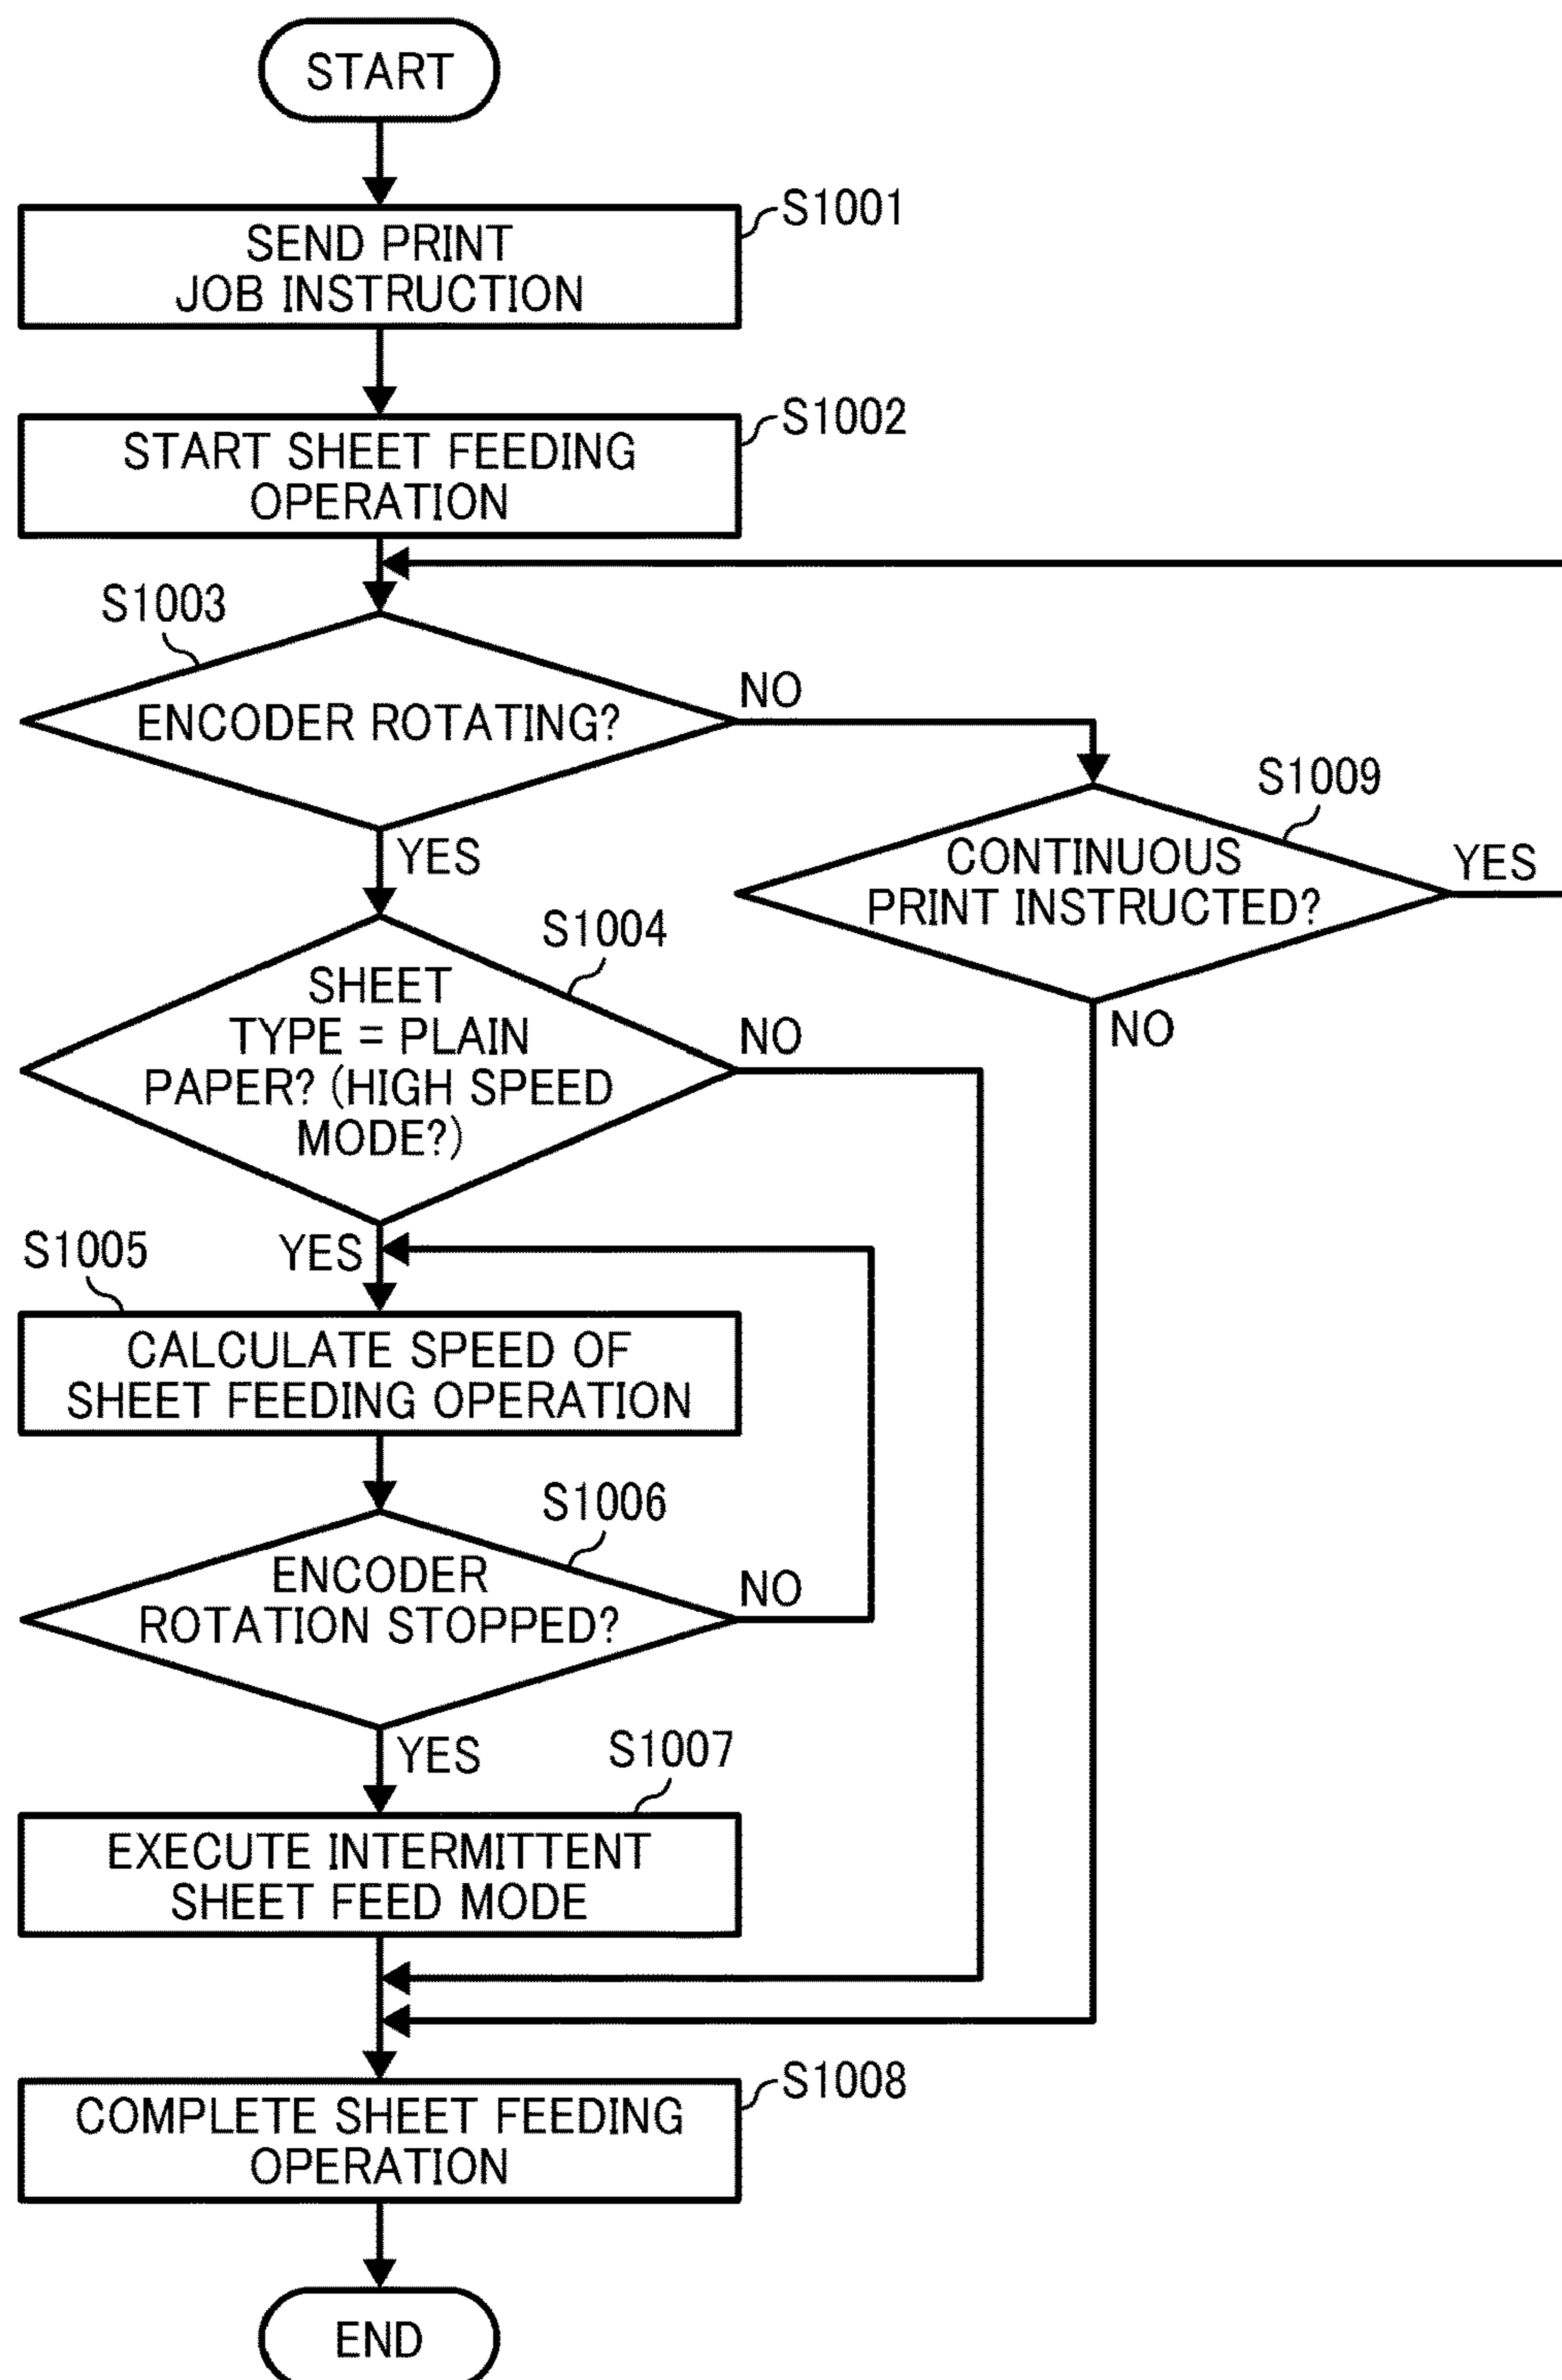 START
S1001
SEND PRINT
JOB INSTRUCTION
S1002
START SHEET FEEDING
OPERATION
S1003
ENCODER ROTATING?
NO
YES
S1009
CONTINUOUS
PRINT INSTRUCTED?
YES
NO
S1004
SHEET
TYPE = PLAIN
PAPER? (HIGH SPEED
MODE?)
NO
YES
S1005
CALCULATE SPEED OF
SHEET FEEDING OPERATION
S1006
ENCODER
ROTATION STOPPED?
NO
YES
S1007
EXECUTE INTERMITTENT
SHEET FEED MODE
S1008
COMPLETE SHEET FEEDING
OPERATION
END